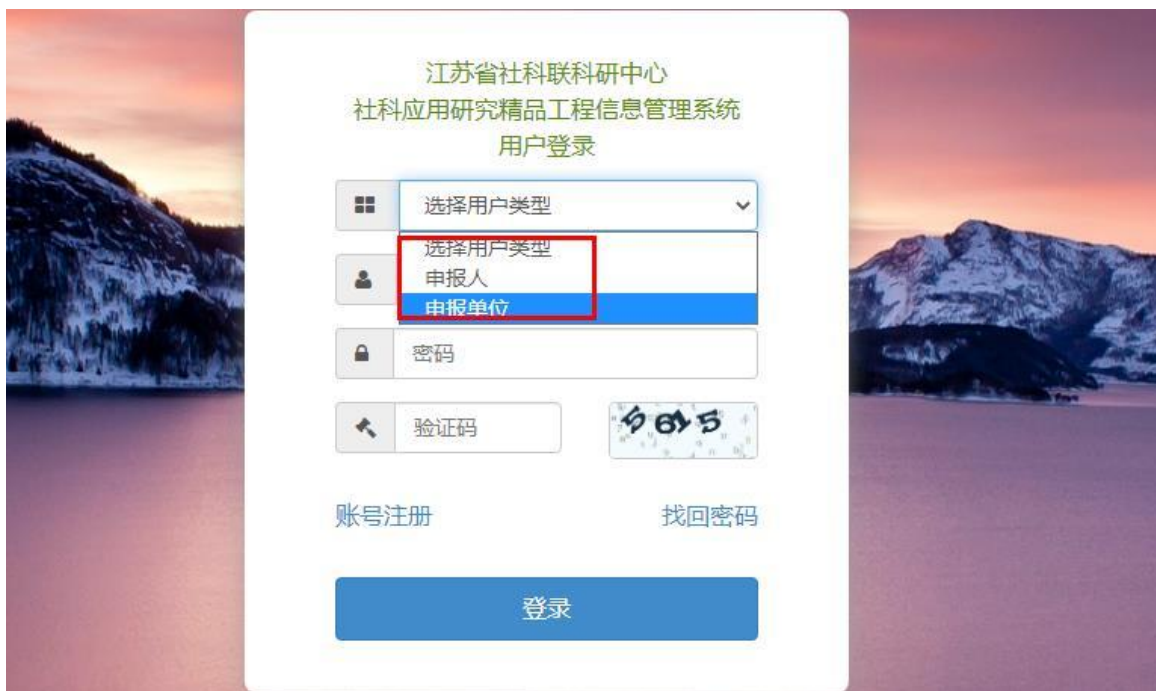 江苏省社科联科研中心
社科应用研究精品工程信息管理系统
用户登录
选择用户类型
选择用户类型
申报人
申报单位
密码
验证码
5615
账号注册
找回密码
登录